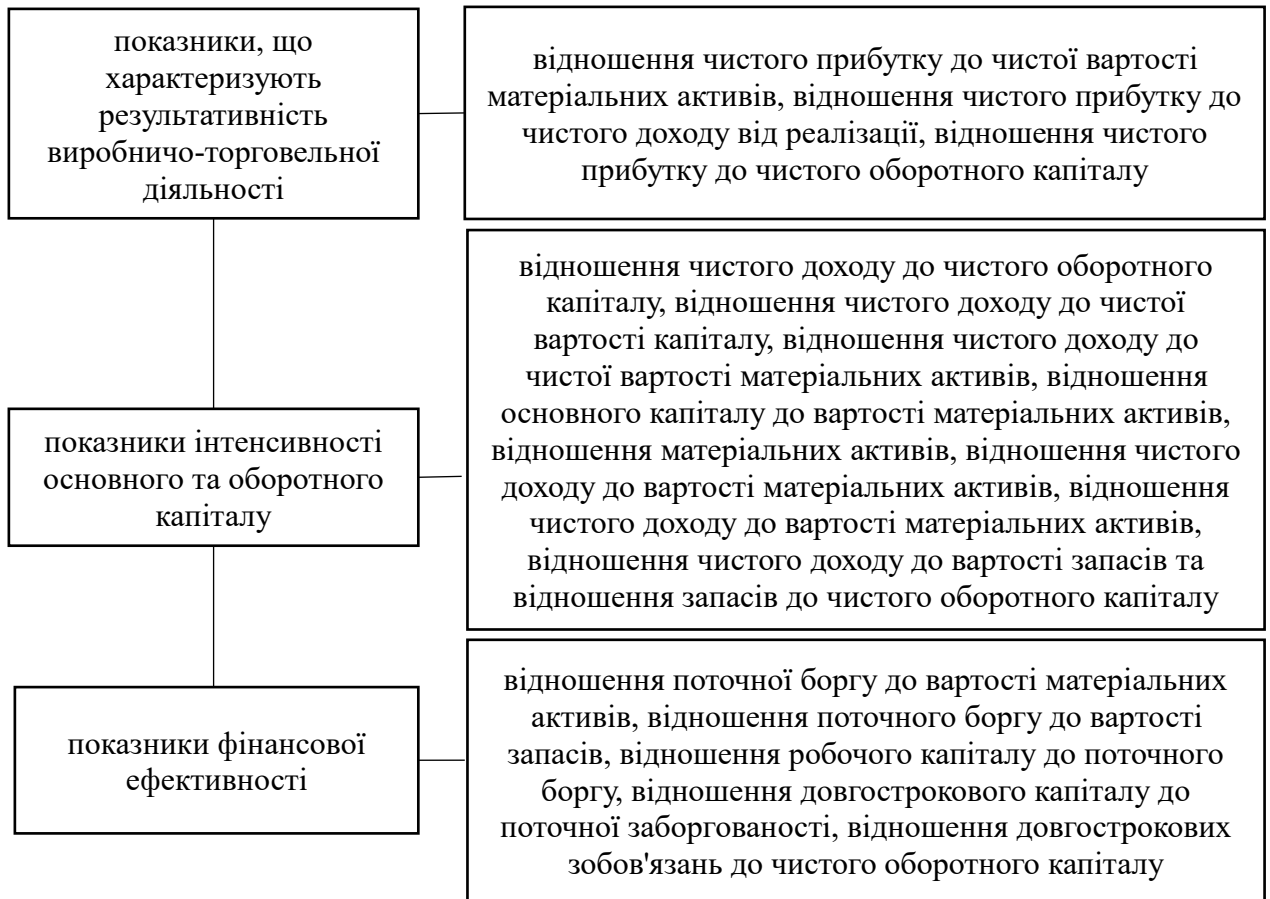 показники, що
характеризують
результативність
виробничо-торговельної
діяльності
відношення чистого прибутку до чистої вартості
матеріальних активів, відношення чистого прибутку до
чистого доходу від реалізації, відношення чистого
прибутку до чистого оборотного капіталу
показники інтенсивності
основного та оборотного
капіталу
відношення чистого доходу до чистого оборотного
капіталу, відношення чистого доходу до чистої
вартості капіталу, відношення чистого доходу до
чистої вартості матеріальних активів, відношення
основного капіталу до вартості матеріальних активів,
відношення матеріальних активів, відношення чистого
доходу до вартості матеріальних активів, відношення
чистого доходу до вартості матеріальних активів,
відношення чистого доходу до вартості запасів та
відношення запасів до чистого оборотного капіталу
показники фінансової
ефективності
відношення поточної боргу до вартості матеріальних
активів, відношення поточного боргу до вартості
запасів, відношення робочого капіталу до поточного
боргу, відношення довгострокового капіталу до
поточної заборгованості, відношення довгострокових
зобов'язань до чистого оборотного капіталу